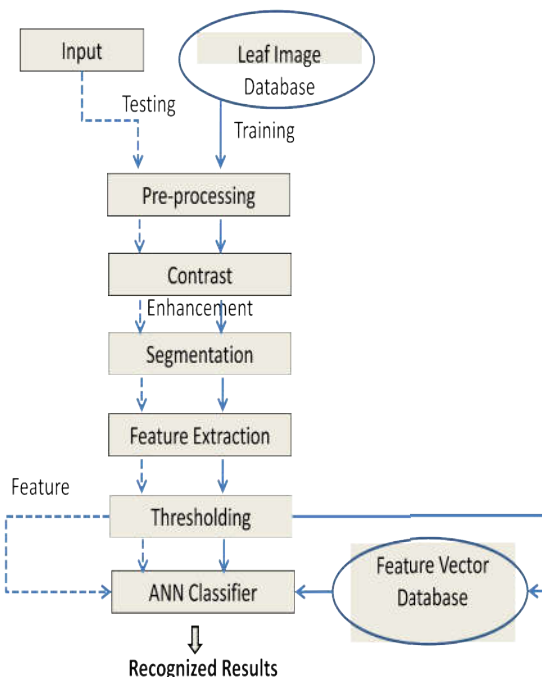 Input
Leaf Image
Database
Testing
Training
Pre-processing
Contrast
Enhancement
Segmentation
Feature Extraction
Feature
Thresholding
Feature Vector
Database
ANN Classifier
Recognized Results